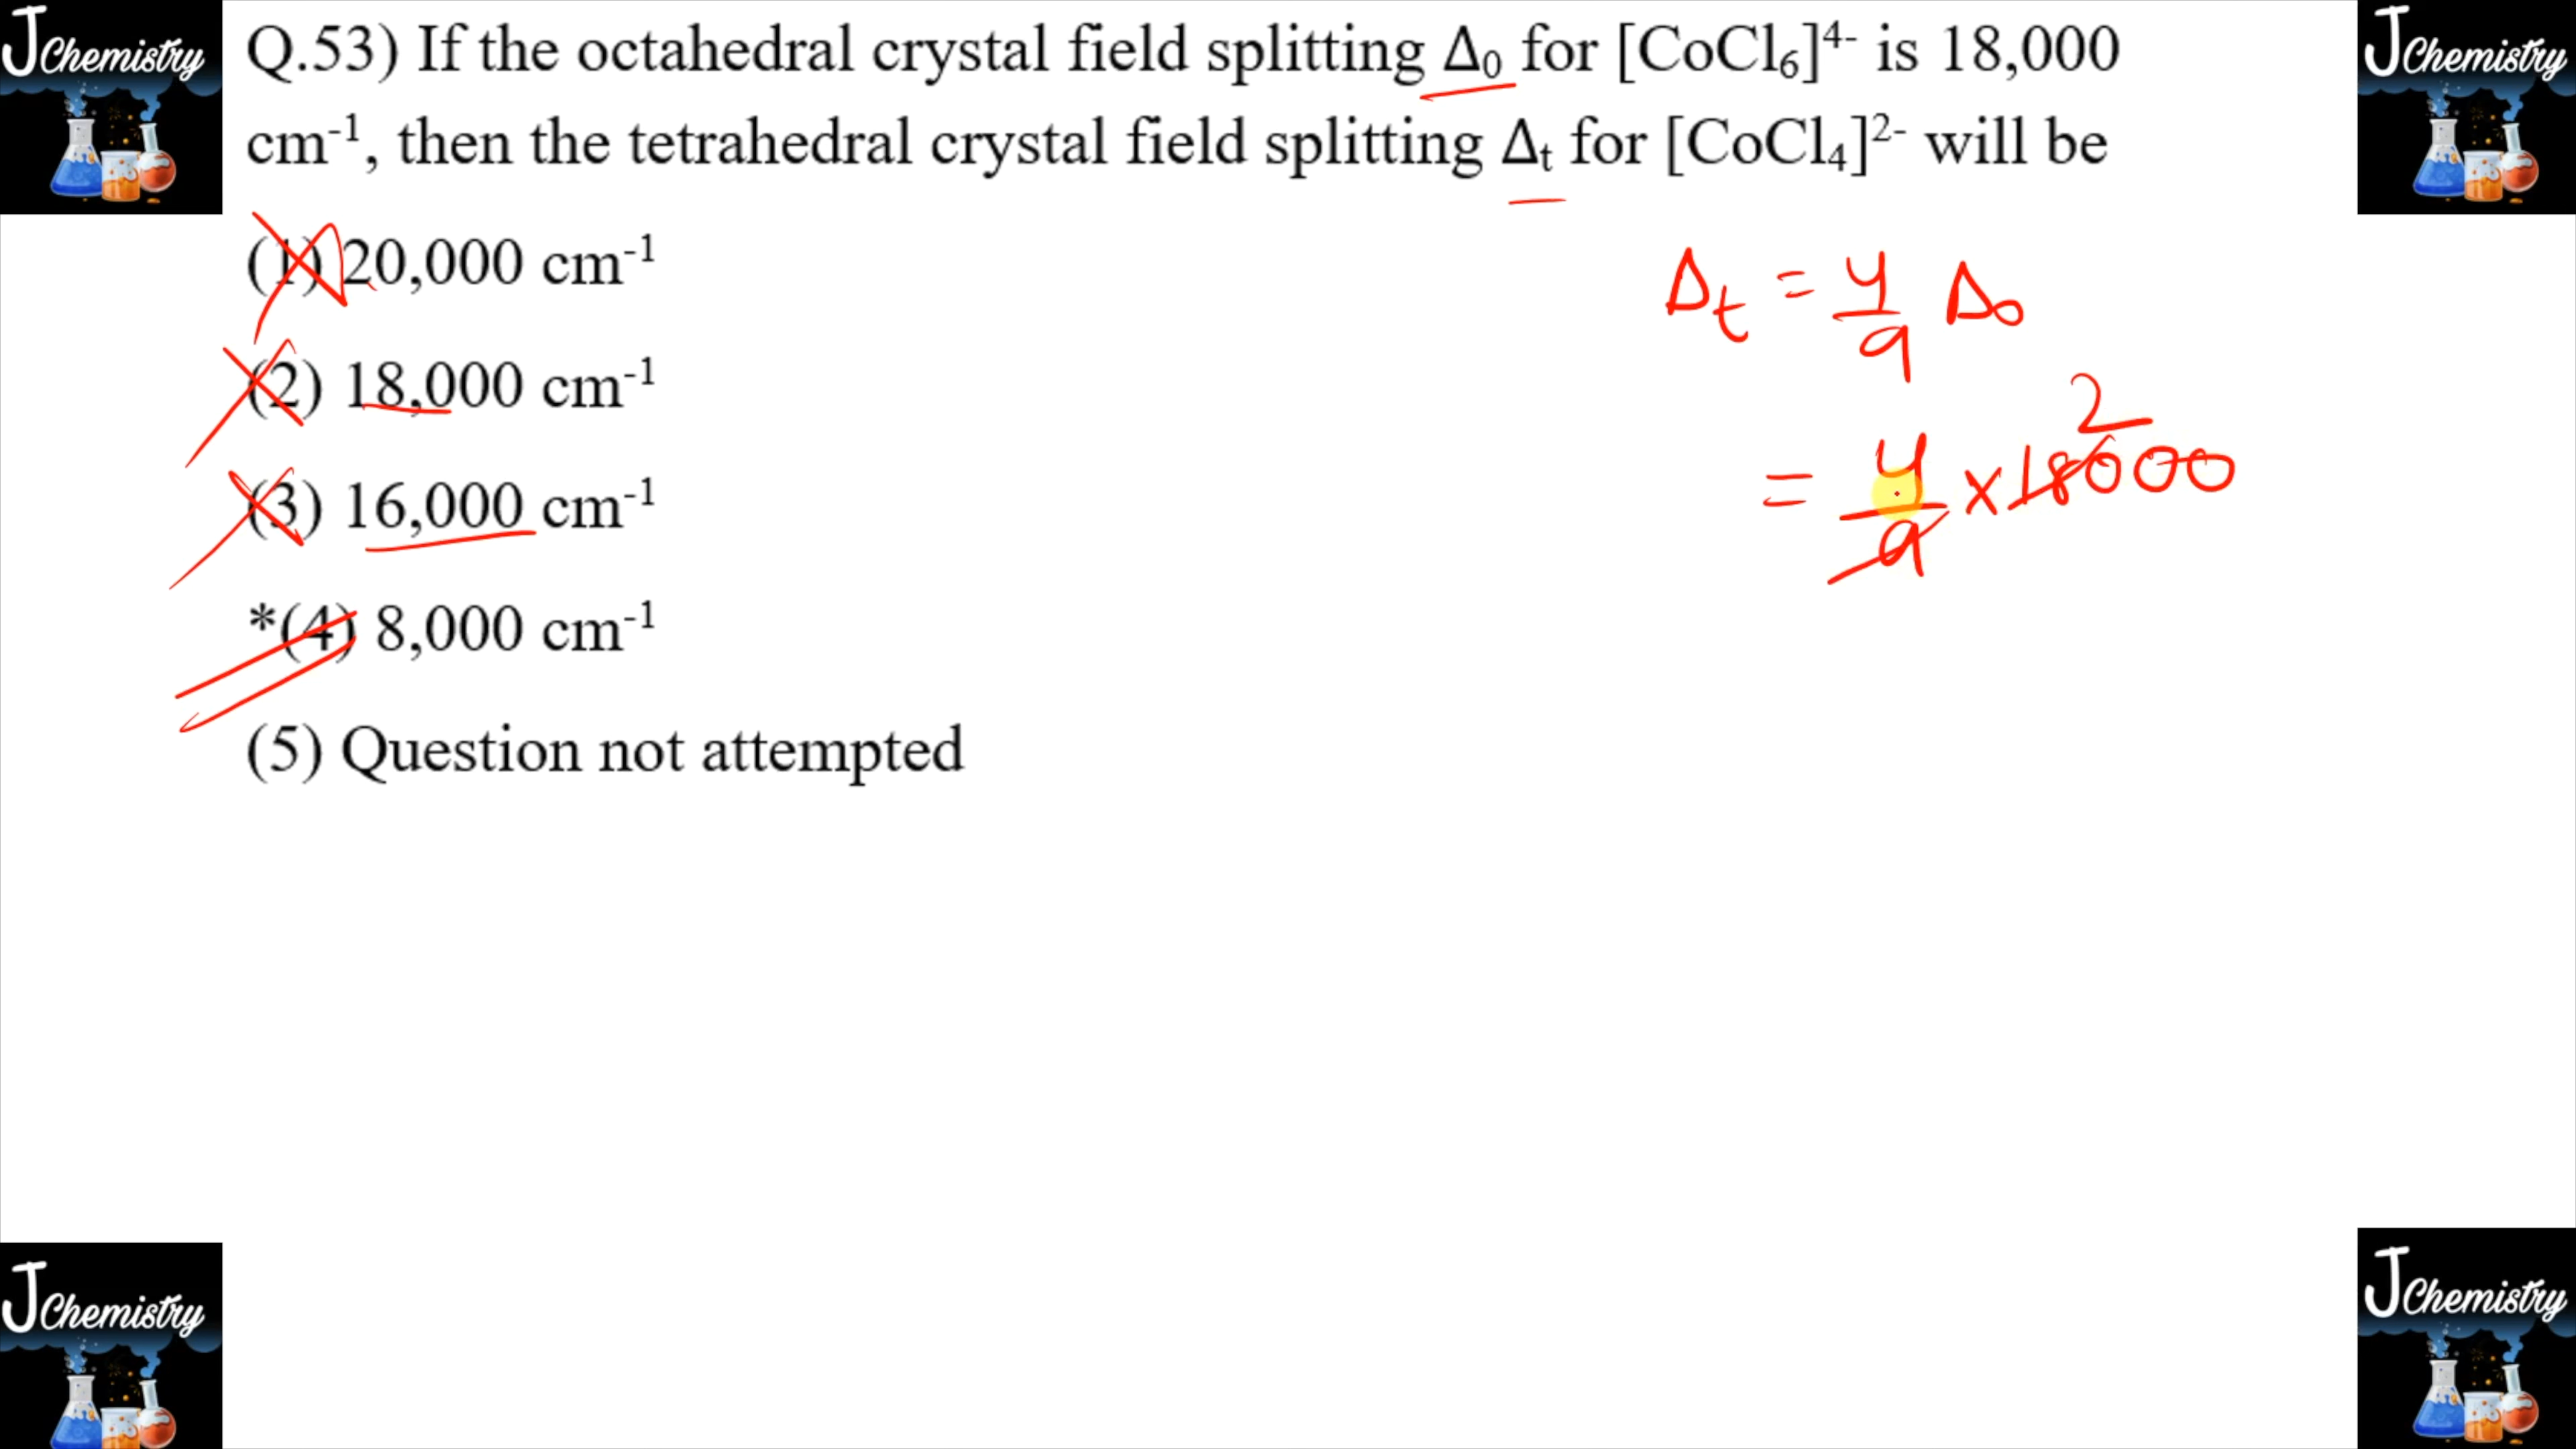 JChemistry
JChemistry
Q.53) If the octahedral crystal field splitting Δ₀ for [CoCl₆]⁴⁻ is 18,000
cm⁻¹, then the tetrahedral crystal field splitting Δt for [CoCl₄]²⁻ will be
(1) 20,000 cm⁻¹
(2) 18,000 cm⁻¹
(3) 16,000 cm⁻¹
*(4) 8,000 cm⁻¹
(5) Question not attempted
Δt = 4/9 Δ₀
2
= 4/9 × 18000
JChemistry
JChemistry